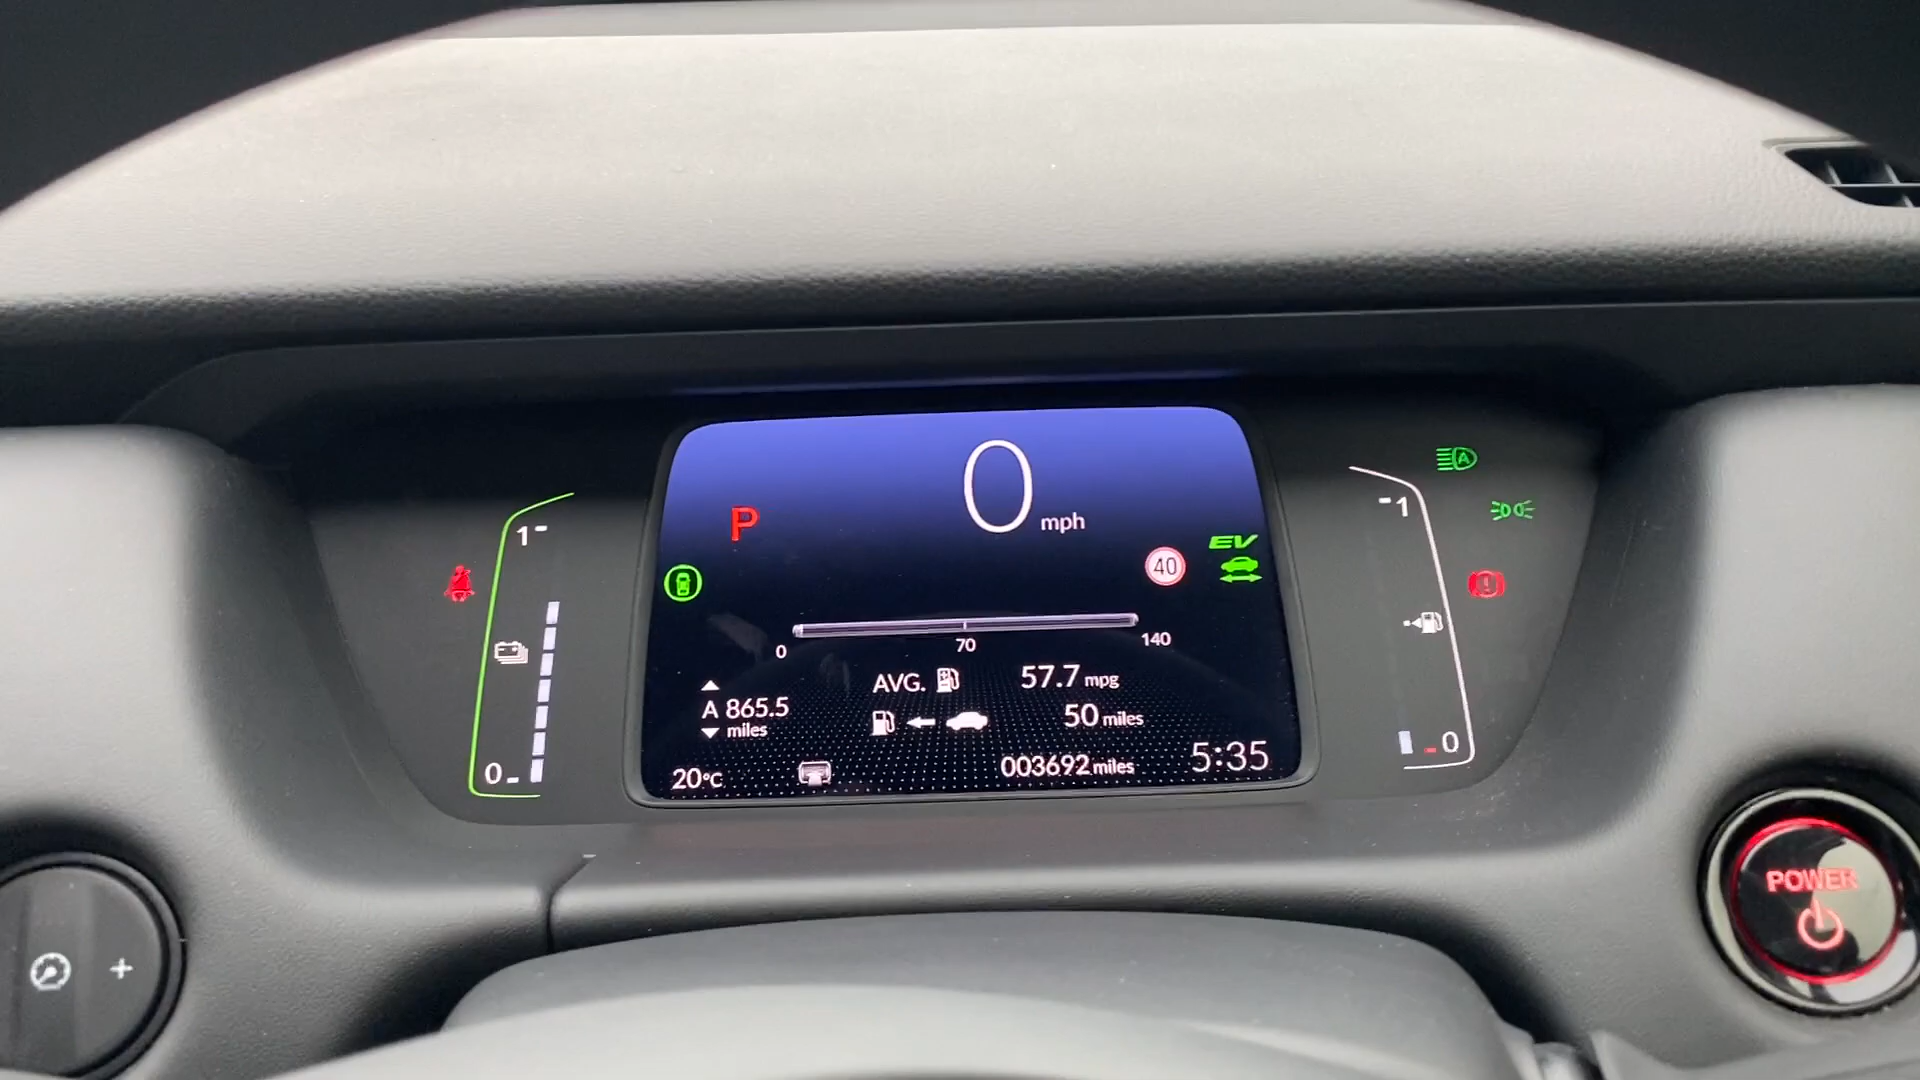 0 mph
P
1
1
EV
40
0 70 140
AVG. 57.7 mpg
A 865.5
miles
50 miles
0
0
20°C
003692 miles
5:35
POWER
+
A